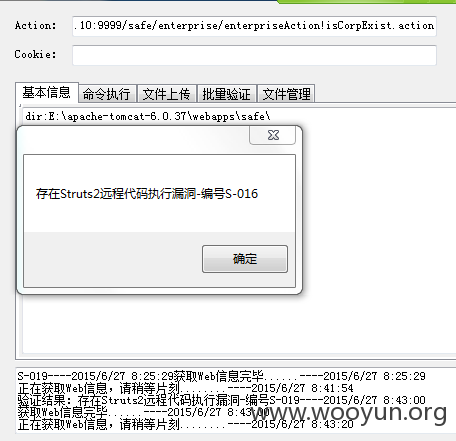 Action: .10:9999/safe/enterprise/enterpriseAction!isCorpExist.action
Cookie:
基本信息 命令执行 文件上传 批量验证 文件管理
dir:E:\apache-tomcat-6.0.37\webapps\safe\
存在Struts2远程代码执行漏洞-编号S-016
确定
S-019----2015/6/27 8:25:29获取Web信息完毕......----2015/6/27 8:25:29
正在获取Web信息，请稍等片刻........----2015/6/27 8:41:54
验证结果：存在Struts2远程代码执行漏洞-编号S-019----2015/6/27 8:43:00
获取Web信息完毕......----2015/6/27 8:43:00
正在获取Web信息，请稍等片刻........----2015/6/27 8:43:20
www.wooyun.org